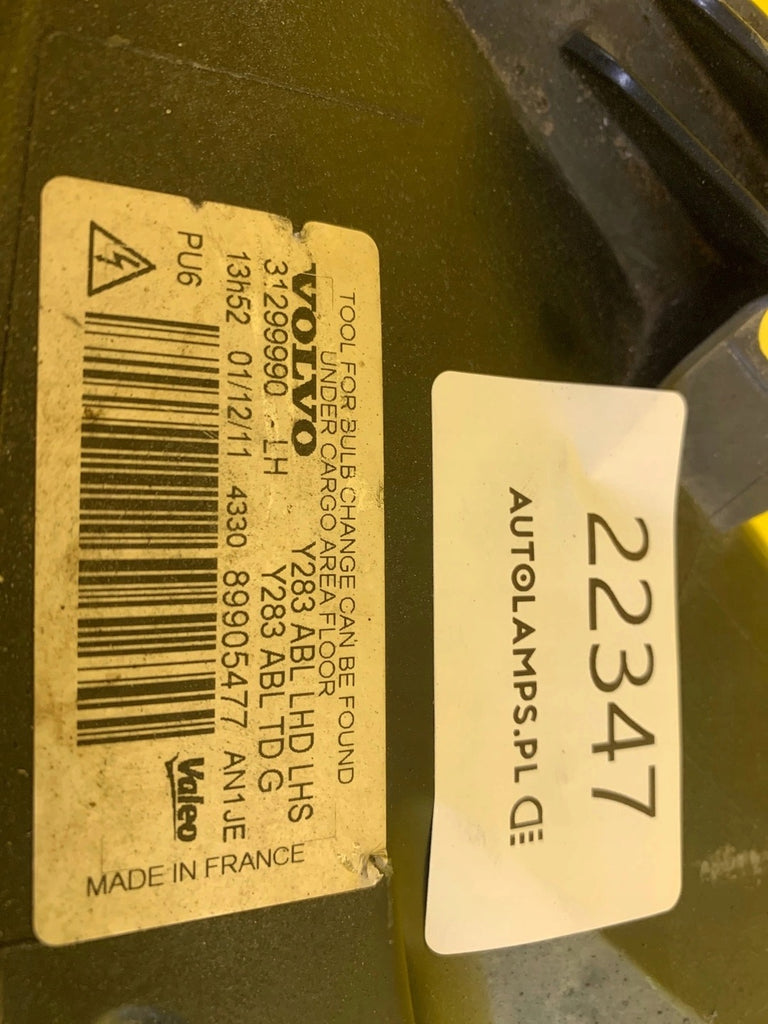 TOOL FOR BULB CHANGE CAN BE FOUND
UNDER CARGO AREA FLOOR
VOLVO Y283 ABL LHD LHS
31299990 LH Y283 ABL TD G
13h52 01/12/11 4330 89905477 AN1JE
PU6
Valeo
MADE IN FRANCE
22347
AUTOLAMPS.PL